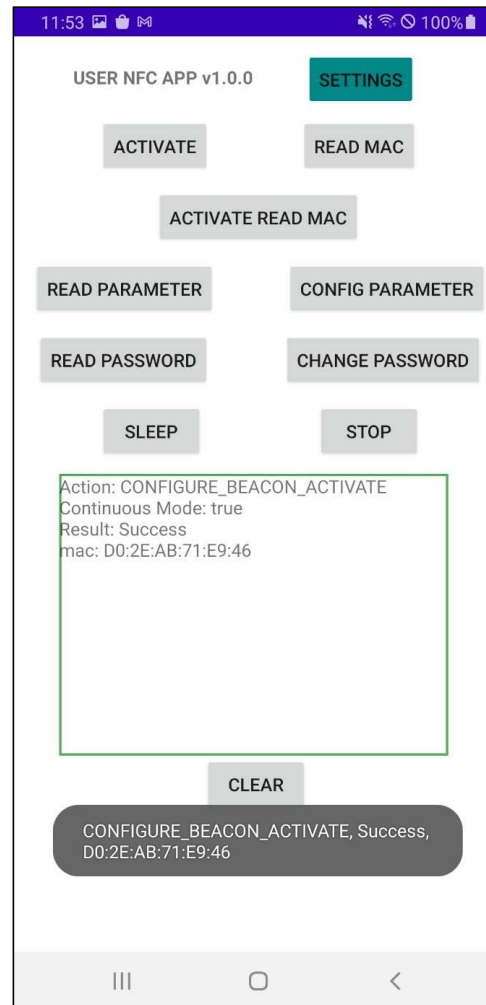 11:53 100%
USER NFC APP v1.0.0 SETTINGS
ACTIVATE READ MAC
ACTIVATE READ MAC
READ PARAMETER CONFIG PARAMETER
READ PASSWORD CHANGE PASSWORD
SLEEP STOP
Action: CONFIGURE_BEACON_ACTIVATE
Continuous Mode: true
Result: Success
mac: D0:2E:AB:71:E9:46
CLEAR
CONFIGURE_BEACON_ACTIVATE, Success,
D0:2E:AB:71:E9:46